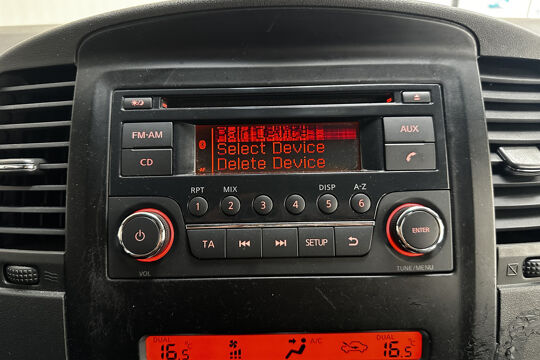 FM·AM
CD
AUX
Select Device
Delete Device
RPT MIX DISP A-Z
1 2 3 4 5 6
TA SETUP ENTER
VOL TUNE/MENU
DUAL A/C DUAL
16.5 °C 16.5 °C